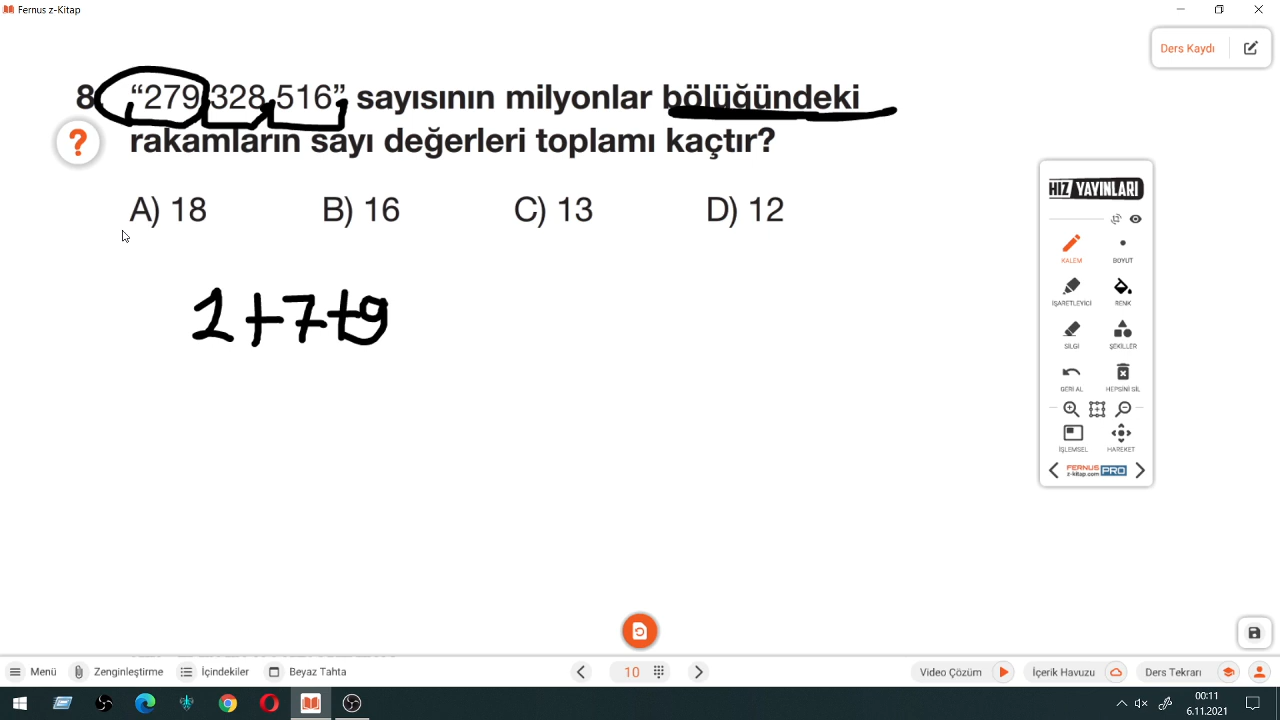 Fernus z-Kitap
Ders Kaydı
8. “279 328 516” sayısının milyonlar bölüğündeki
rakamların sayı değerleri toplamı kaçtır?
?
A) 18 B) 16 C) 13 D) 12
2+7+9
HIZ YAYINLARI
KALEM BOYUT
İŞARETLEYİCİ RENK
SİLGİ ŞEKİLLER
GERİ AL HEPSİNİ SİL
İŞLEMSEL HAREKET
FERNUS PRO
z-kitap.com
Menü Zenginleştirme İçindekiler Beyaz Tahta 10 Video Çözüm İçerik Havuzu Ders Tekrarı
00:11
6.11.2021